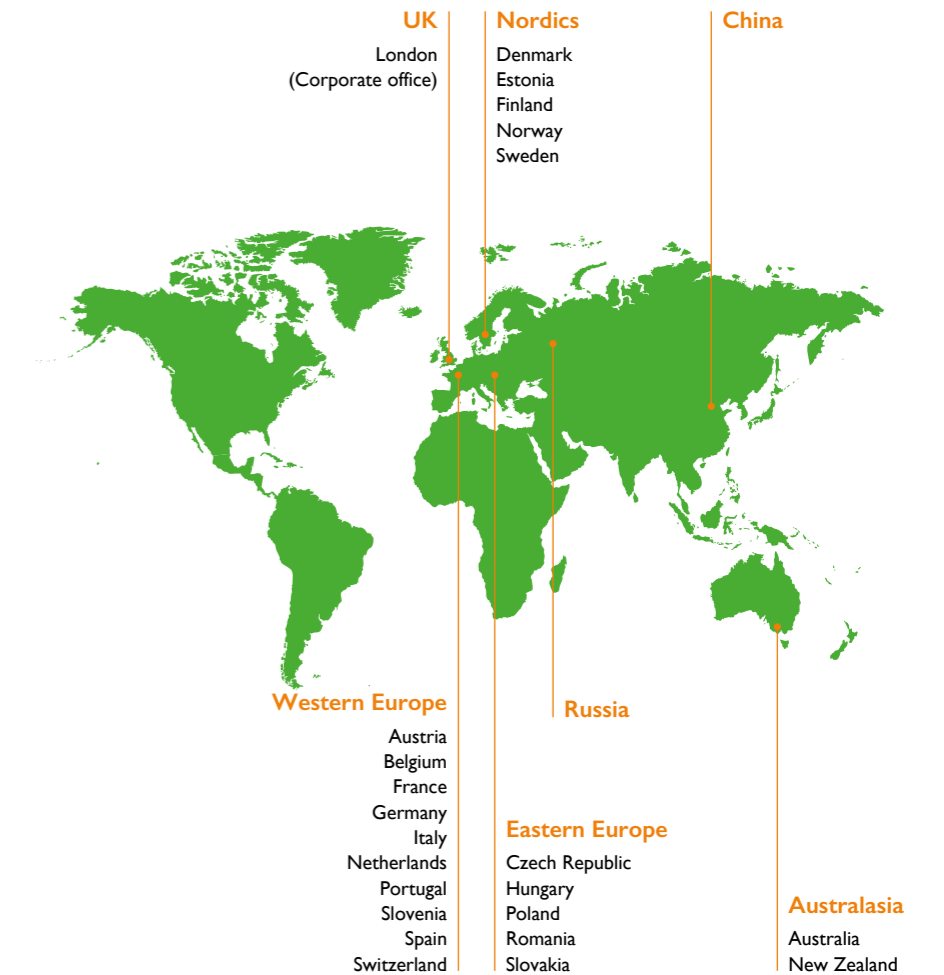 UK
London
(Corporate office)
Nordics
Denmark
Estonia
Finland
Norway
Sweden
China
Western Europe
Austria
Belgium
France
Germany
Italy
Netherlands
Portugal
Slovenia
Spain
Switzerland
Russia
Eastern Europe
Czech Republic
Hungary
Poland
Romania
Slovakia
Australasia
Australia
New Zealand